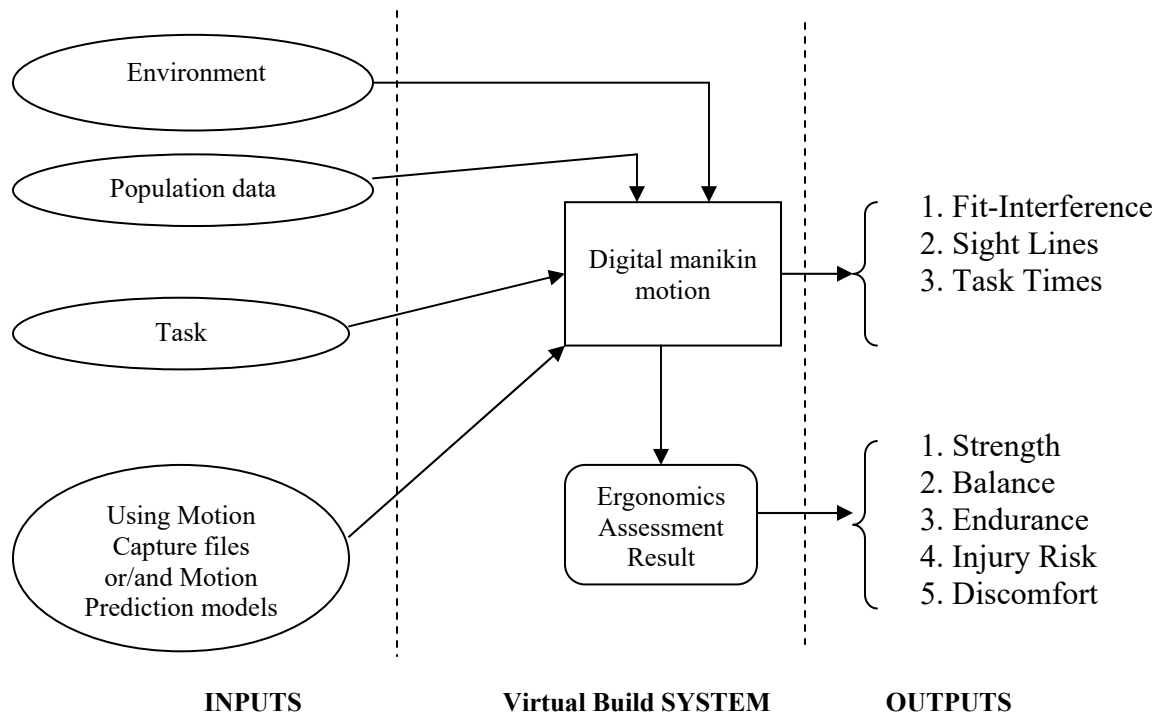 Environment
Population data
Task
Using Motion
Capture files
or/and Motion
Prediction models
Digital manikin
motion
Ergonomics
Assessment
Result
1. Fit-Interference
2. Sight Lines
3. Task Times
1. Strength
2. Balance
3. Endurance
4. Injury Risk
5. Discomfort
INPUTS
Virtual Build SYSTEM
OUTPUTS